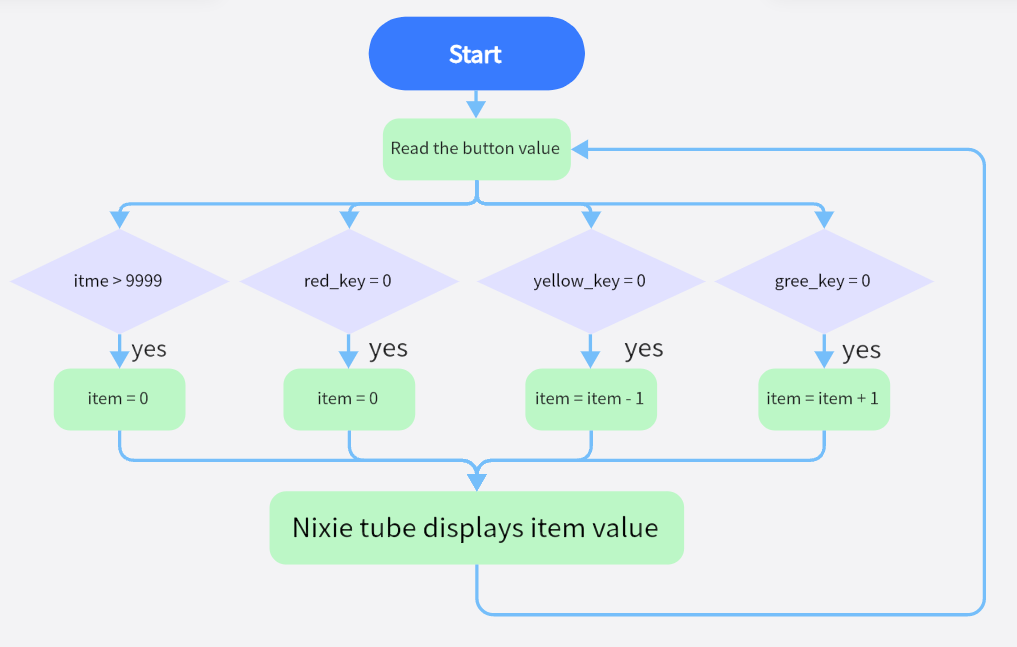 Start
Read the button value
itme > 9999
red_key = 0
yellow_key = 0
gree_key = 0
yes
yes
yes
yes
item = 0
item = 0
item = item - 1
item = item + 1
Nixie tube displays item value